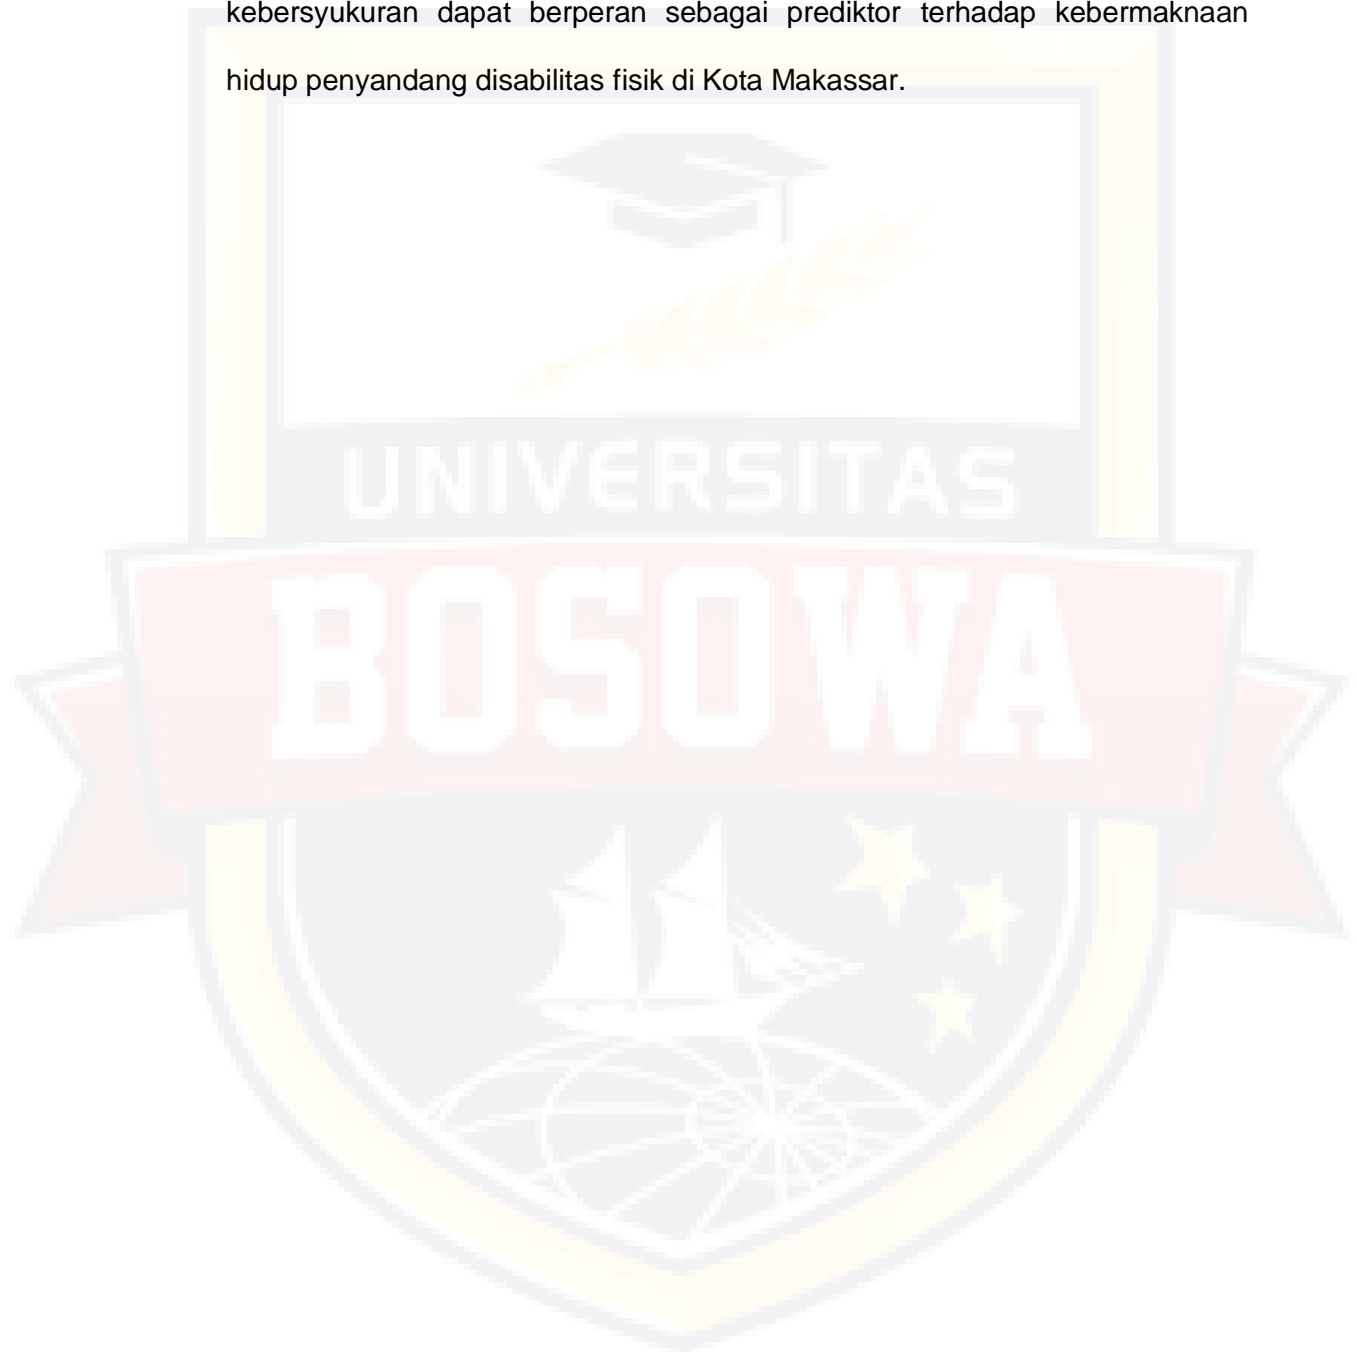 kebersyukuran dapat berperan sebagai prediktor terhadap kebermaknaan
hidup penyandang disabilitas fisik di Kota Makassar.
UNIVERSITAS
BOSOWA